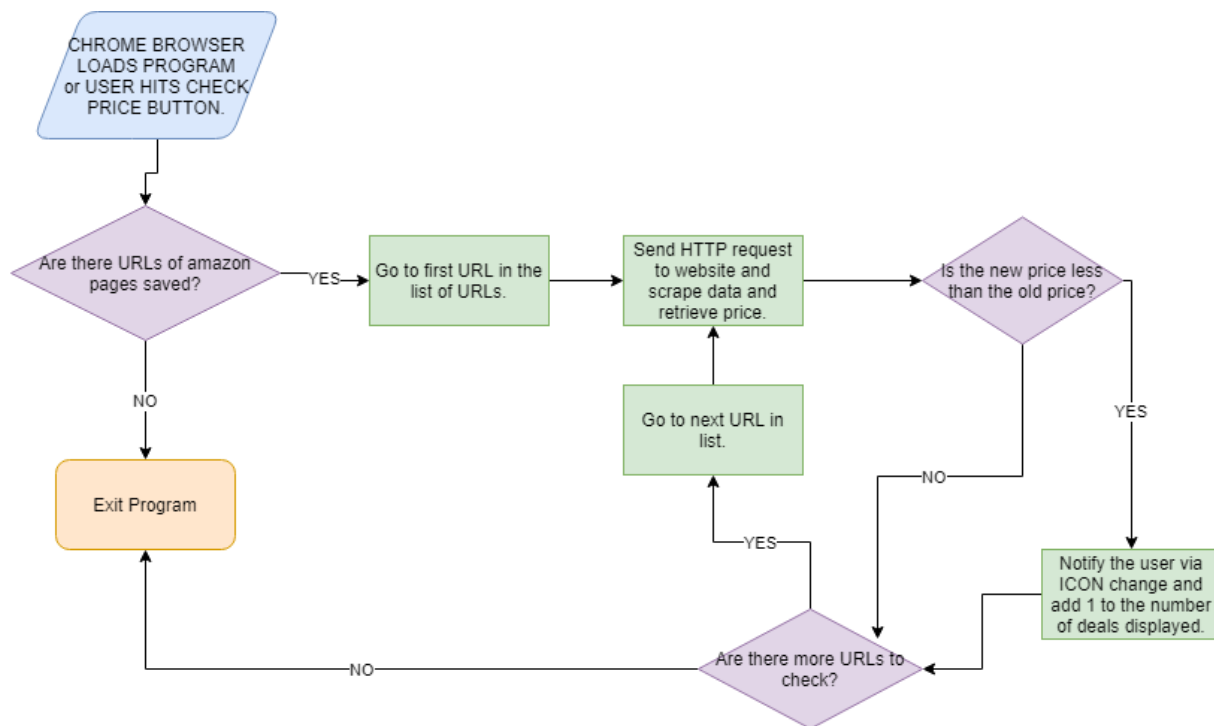 CHROME BROWSER
LOADS PROGRAM
or USER HITS CHECK
PRICE BUTTON.
Are there URLs of amazon
pages saved?
YES
Go to first URL in the
list of URLs.
Send HTTP request
to website and
scrape data and
retrieve price.
Is the new price less
than the old price?
NO
YES
Go to next URL in
list.
Exit Program
NO
YES
Notify the user via
ICON change and
add 1 to the number
of deals displayed.
Are there more URLs to
check?
NO